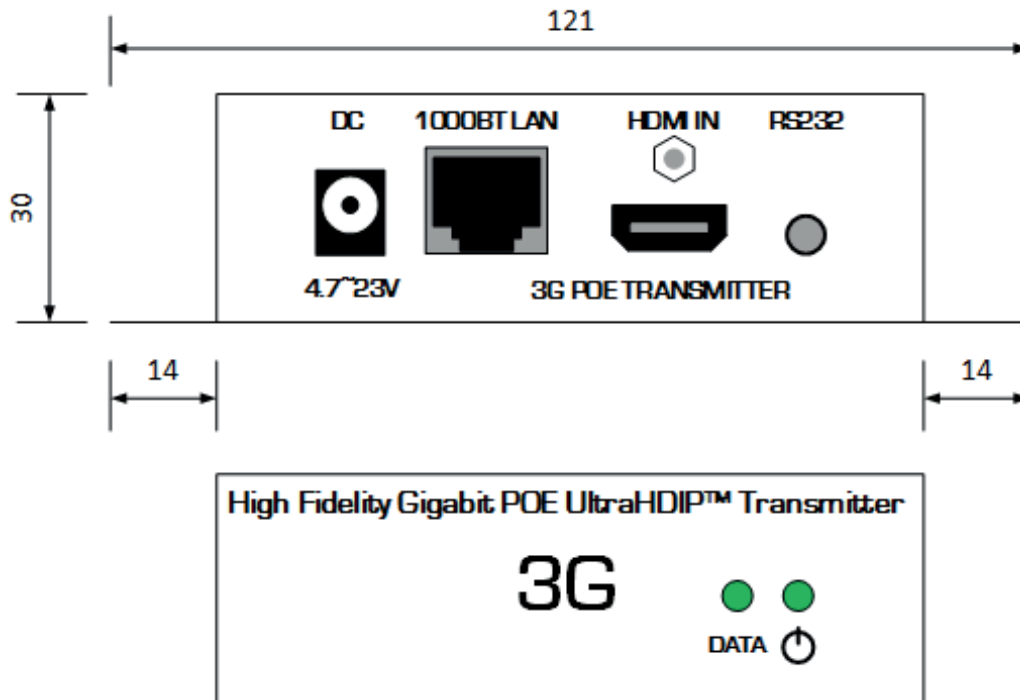 121
DC 1000BT LAN HDMI IN RS232
30
4.7~23V 3G POE TRANSMITTER
14 14
High Fidelity Gigabit POE UltraHDIP™ Transmitter
3G
DATA